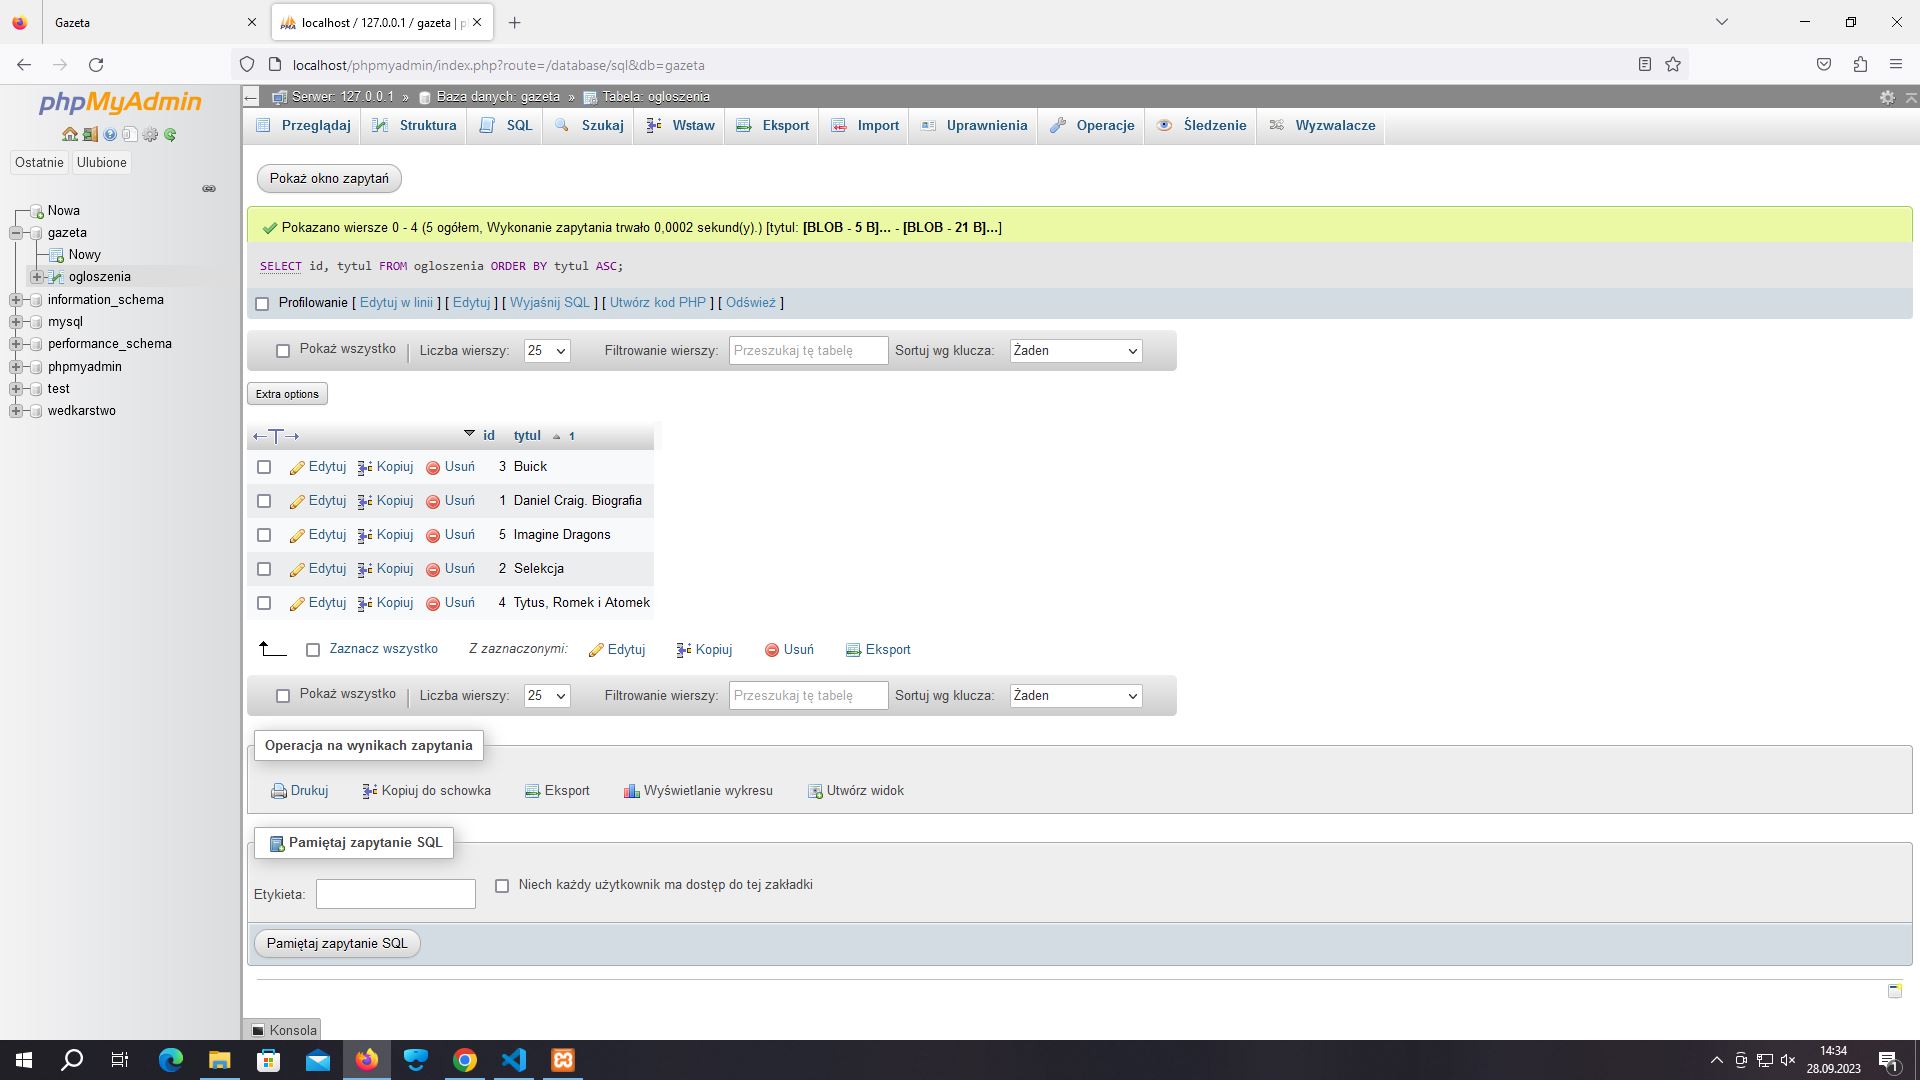 Gazeta
localhost / 127.0.0.1 / gazeta | p
localhost/phpmyadmin/index.php?route=/database/sql&db=gazeta
phpMyAdmin
Ostatnie
Ulubione
Nowa
gazeta
Nowy
ogloszenia
information_schema
mysql
performance_schema
phpmyadmin
test
wedkarstwo
Serwer: 127.0.0.1 » Baza danych: gazeta » Tabela: ogloszenia
Przeglądaj Struktura SQL Szukaj Wstaw Eksport Import Uprawnienia Operacje Śledzenie Wyzwalacze
Pokaż okno zapytań
Pokazano wiersze 0 - 4 (5 ogółem, Wykonanie zapytania trwało 0,0002 sekund(y).) [tytul: [BLOB - 5 B]... - [BLOB - 21 B]...]
SELECT id, tytul FROM ogloszenia ORDER BY tytul ASC;
Profilowanie [ Edytuj w linii ] [ Edytuj ] [ Wyjaśnij SQL ] [ Utwórz kod PHP ] [ Odśwież ]
Pokaż wszystko | Liczba wierszy: 25 Filtrowanie wierszy: Przeszukaj tę tabelę Sortuj wg klucza: Żaden
Extra options
←T→ id tytul 1
Edytuj Kopiuj Usuń 3 Buick
Edytuj Kopiuj Usuń 1 Daniel Craig. Biografia
Edytuj Kopiuj Usuń 5 Imagine Dragons
Edytuj Kopiuj Usuń 2 Selekcja
Edytuj Kopiuj Usuń 4 Tytus, Romek i Atomek
Zaznacz wszystko Z zaznaczonymi: Edytuj Kopiuj Usuń Eksport
Pokaż wszystko | Liczba wierszy: 25 Filtrowanie wierszy: Przeszukaj tę tabelę Sortuj wg klucza: Żaden
Operacja na wynikach zapytania
Drukuj Kopiuj do schowka Eksport Wyświetlanie wykresu Utwórz widok
Pamiętaj zapytanie SQL
Etykieta: Niech każdy użytkownik ma dostęp do tej zakładki
Pamiętaj zapytanie SQL
Konsola
14:34
28.09.2023
1